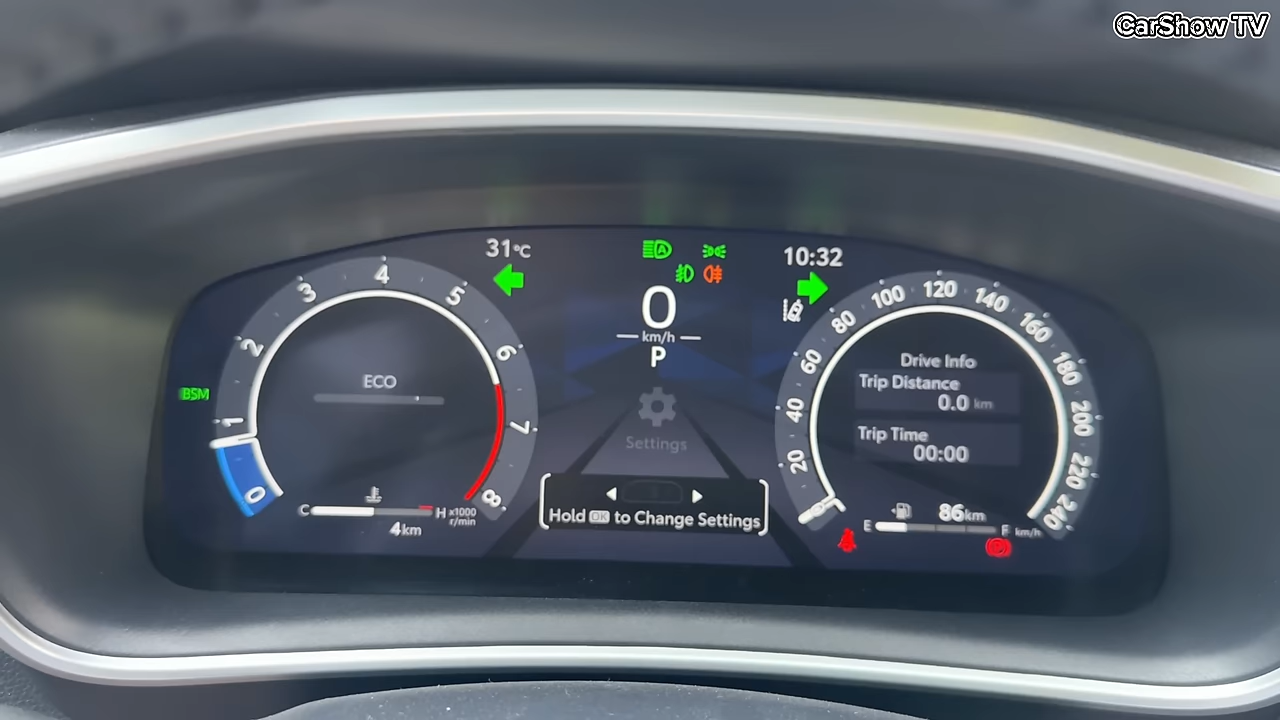 CarShow TV
31°C
10:32
0
km/h
P
BSM
ECO
0
1
2
3
4
5
6
7
8
x1000
r/min
C
H
4km
Settings
Hold OK to Change Settings
0
20
40
60
80
100
120
140
160
180
200
220
240
km/h
Drive Info
Trip Distance
0.0 km
Trip Time
00:00
86km
E
F